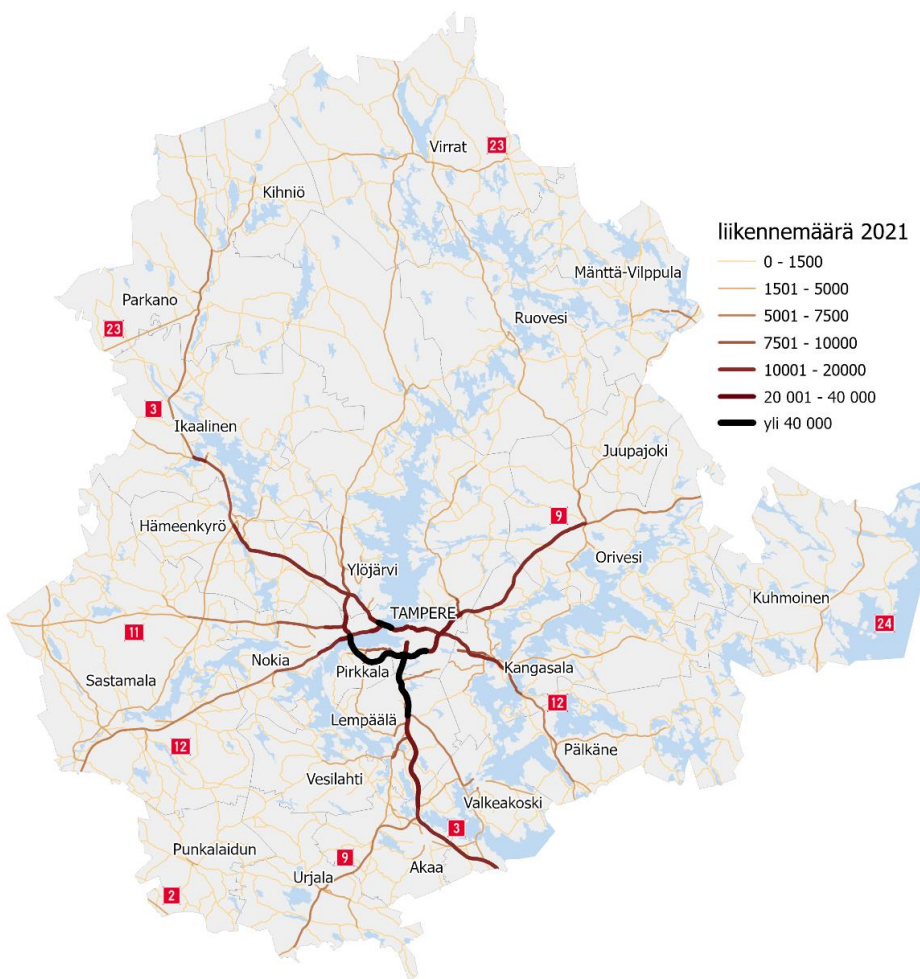 Virrat
23
Kihniö
liikennemäärä 2021
0 - 1500
1501 - 5000
5001 - 7500
7501 - 10000
10001 - 20000
20 001 - 40 000
yli 40 000
Mänttä-Vilppula
Parkano
Ruovesi
23
3
Ikaalinen
Juupajoki
Hämeenkyrö
9
Orivesi
Ylöjärvi
Kuhmoinen
TAMPERE
24
11
Nokia
Pirkkala
Kangasala
Sastamala
12
Lempäälä
12
Pälkäne
Vesilahti
Valkeakoski
3
Punkalaidun
9
Akaa
Urjala
2